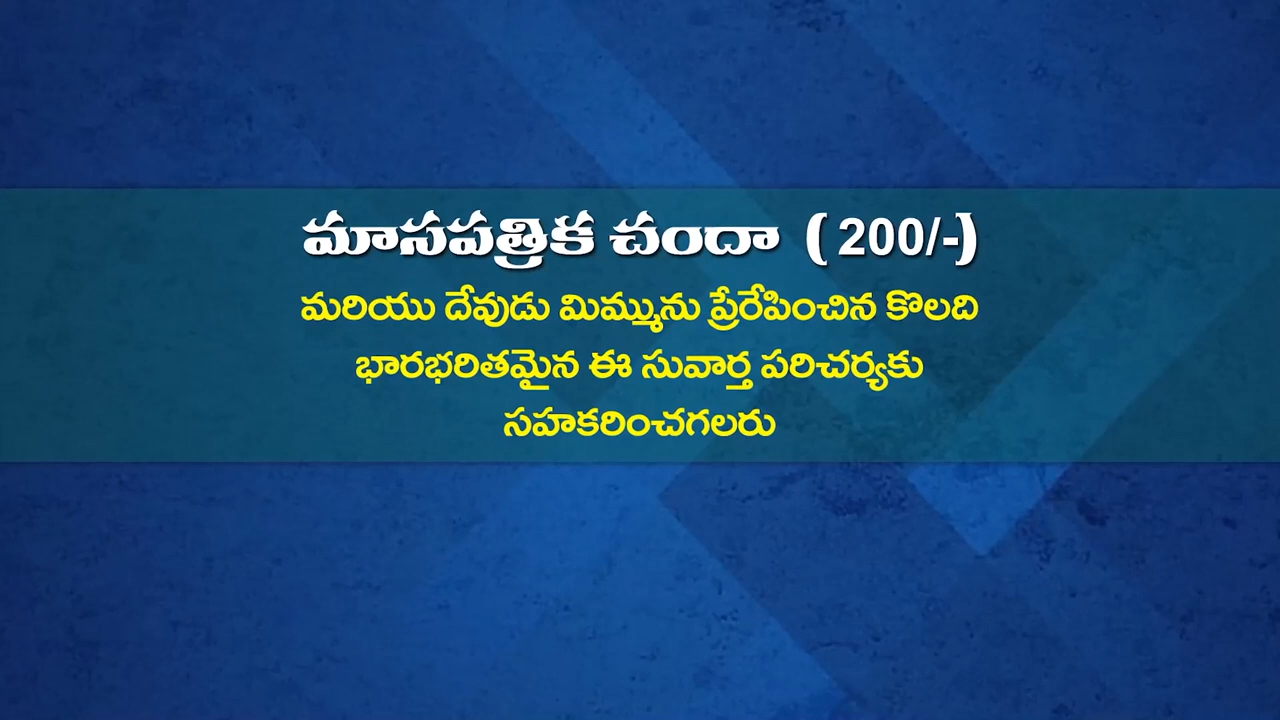 మాసపత్రిక చందా ( 200/-)
మరియు దేవుడు మిమ్మును ప్రేరేపించిన కొలది
భారభరితమైన ఈ సువార్త పరిచర్యకు
సహకరించగలరు